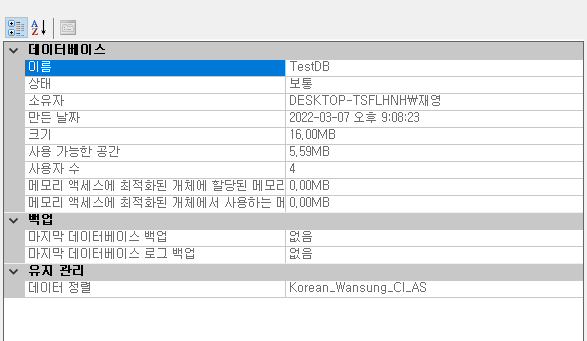 데이터베이스
이름 TestDB
상태 보통
소유자 DESKTOP-TSFLHNH₩재영
만든 날짜 2022-03-07 오후 9:08:23
크기 16,00MB
사용 가능한 공간 5,59MB
사용자 수 4
메모리 액세스에 최적화된 개체에 할당된 메모리 0,00MB
메모리 액세스에 최적화된 개체에서 사용하는 메 0,00MB
백업
마지막 데이터베이스 백업 없음
마지막 데이터베이스 로그 백업 없음
유지 관리
데이터 정렬 Korean_Wansung_CI_AS